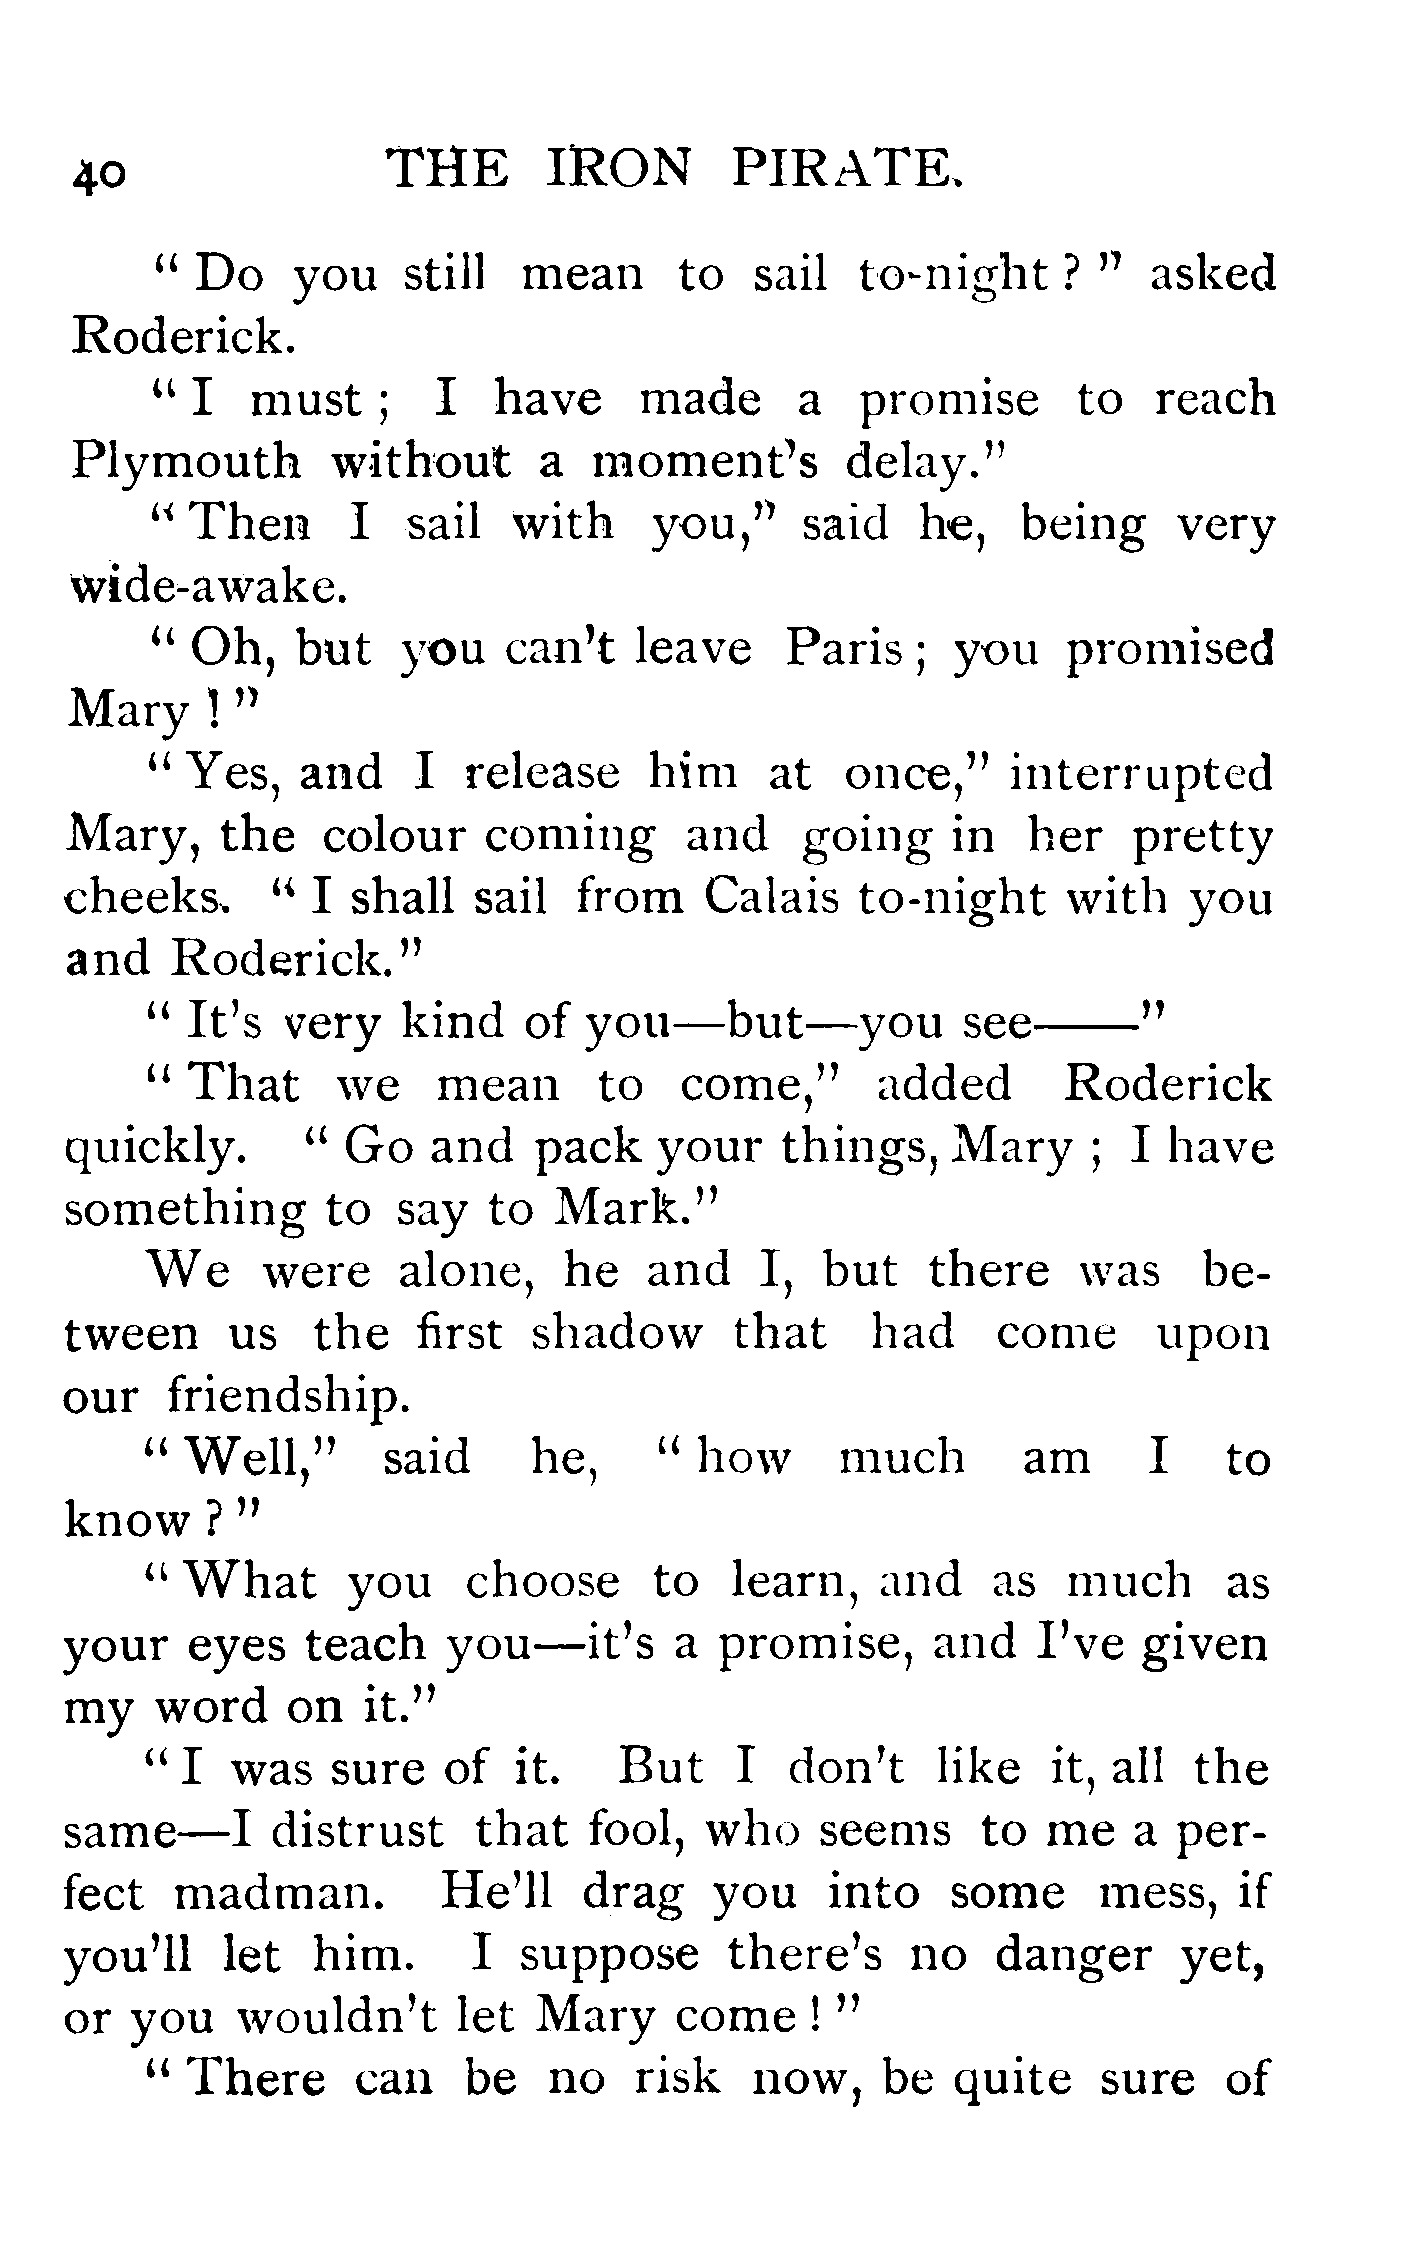 40 THE IRON PIRATE.
“ Do you still mean to sail to-night ? ” asked
Roderick.
“ I must ; I have made a promise to reach
Plymouth without a moment’s delay.”
“ Then I sail with you,” said he, being very
wide-awake.
“ Oh, but you can’t leave Paris ; you promised
Mary ! ”
“ Yes, and I release him at once,” interrupted
Mary, the colour coming and going in her pretty
cheeks. “ I shall sail from Calais to-night with you
and Roderick.”
“ It’s very kind of you—but—you see——”
“ That we mean to come,” added Roderick
quickly. “ Go and pack your things, Mary ; I have
something to say to Mark.”
We were alone, he and I, but there was be-
tween us the first shadow that had come upon
our friendship.
“ Well,” said he, “ how much am I to
know ? ”
“ What you choose to learn, and as much as
your eyes teach you—it’s a promise, and I’ve given
my word on it.”
“ I was sure of it. But I don’t like it, all the
same—I distrust that fool, who seems to me a per-
fect madman. He’ll drag you into some mess, if
you’ll let him. I suppose there’s no danger yet,
or you wouldn’t let Mary come ! ”
“ There can be no risk now, be quite sure of